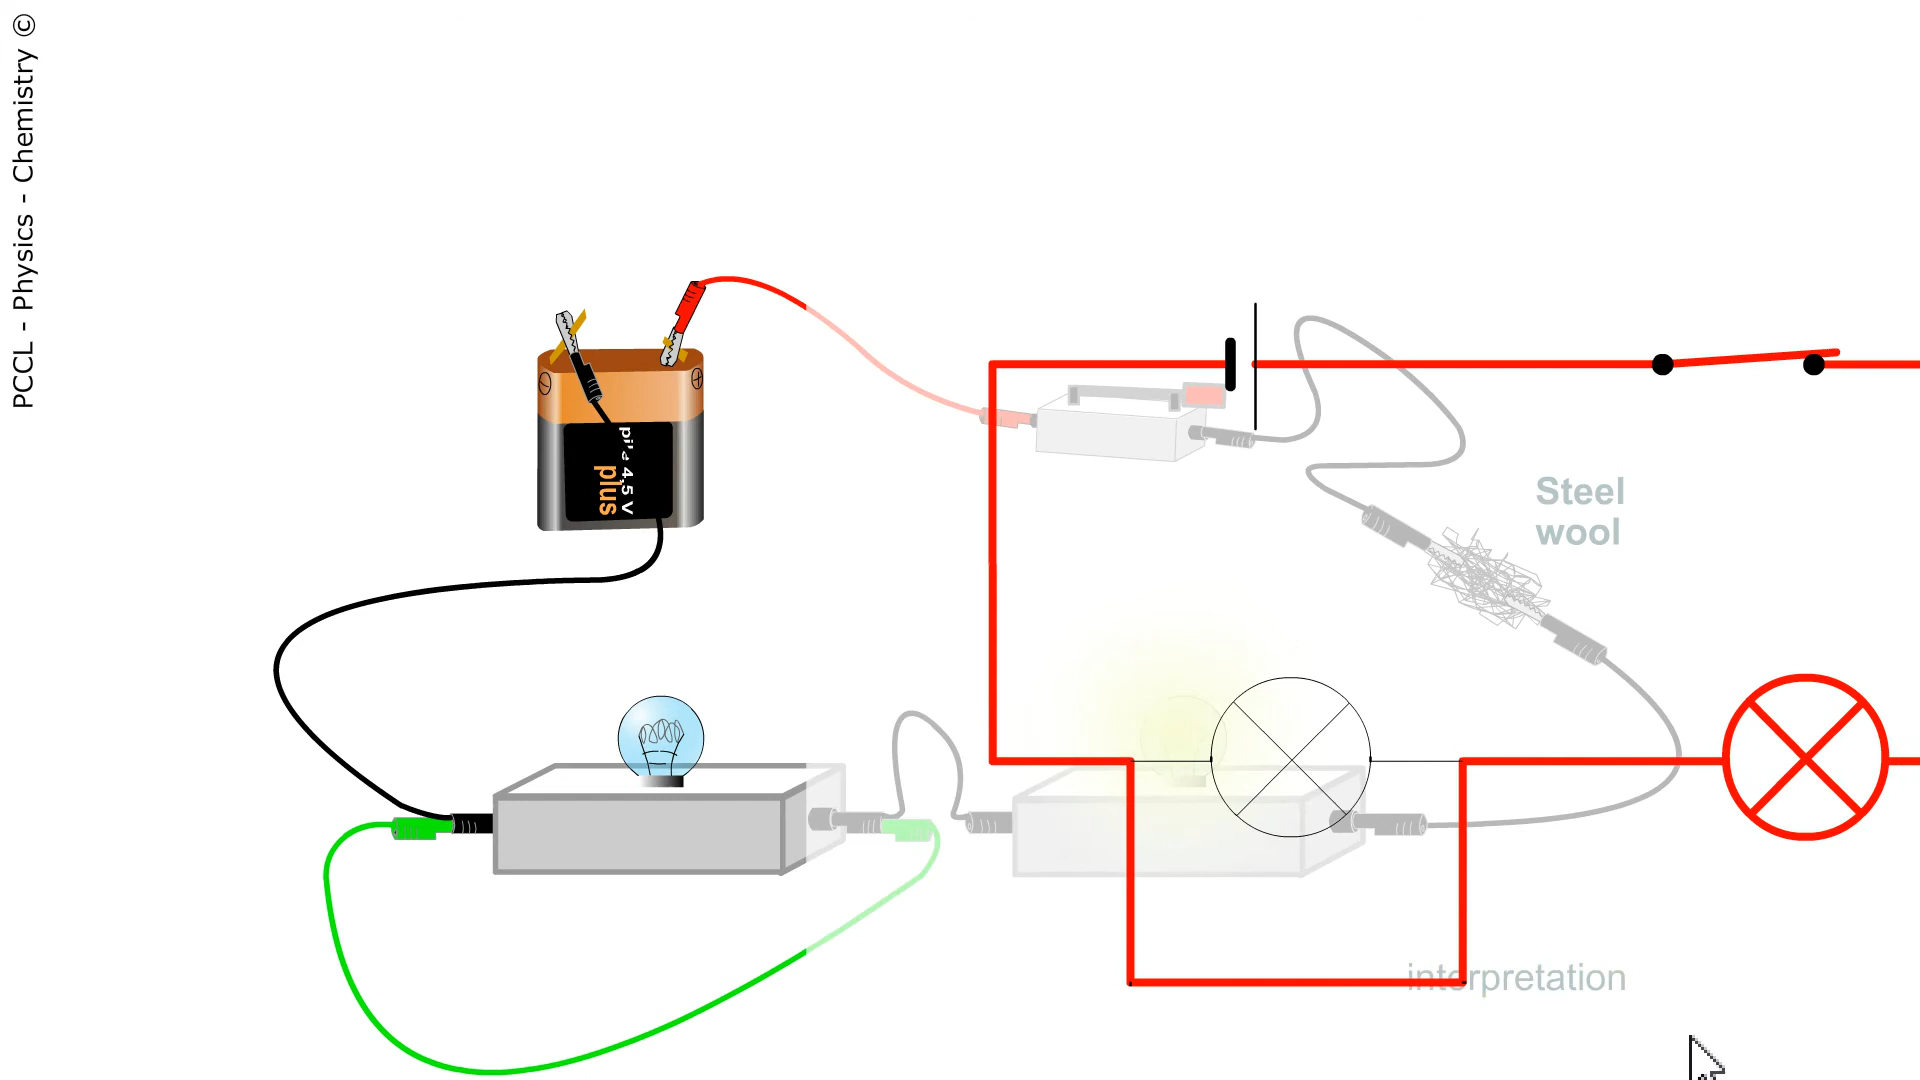 PCCL - Physics - Chemistry ©
4,5 V
plus
Steel
wool
interpretation